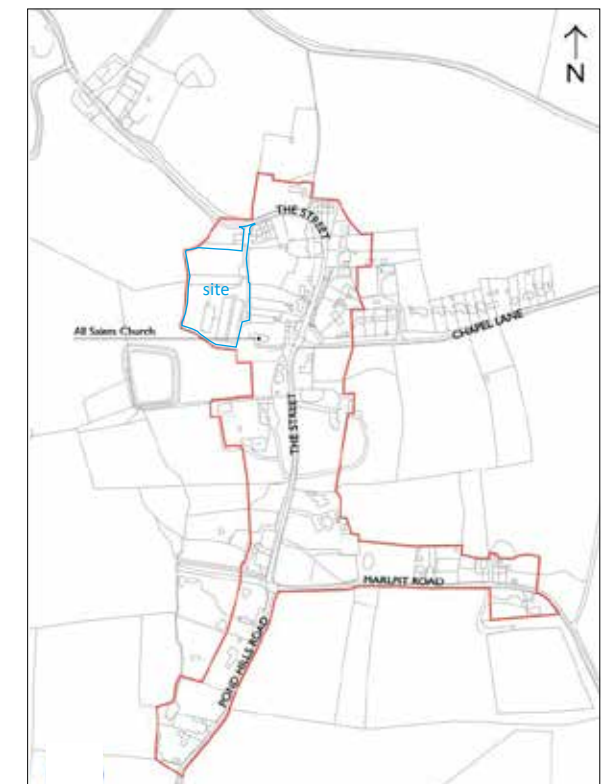 N
THE STREET
site
All Saints Church
CHAPEL LANE
THE STREET
MARLPIT ROAD
POND HILLS ROAD